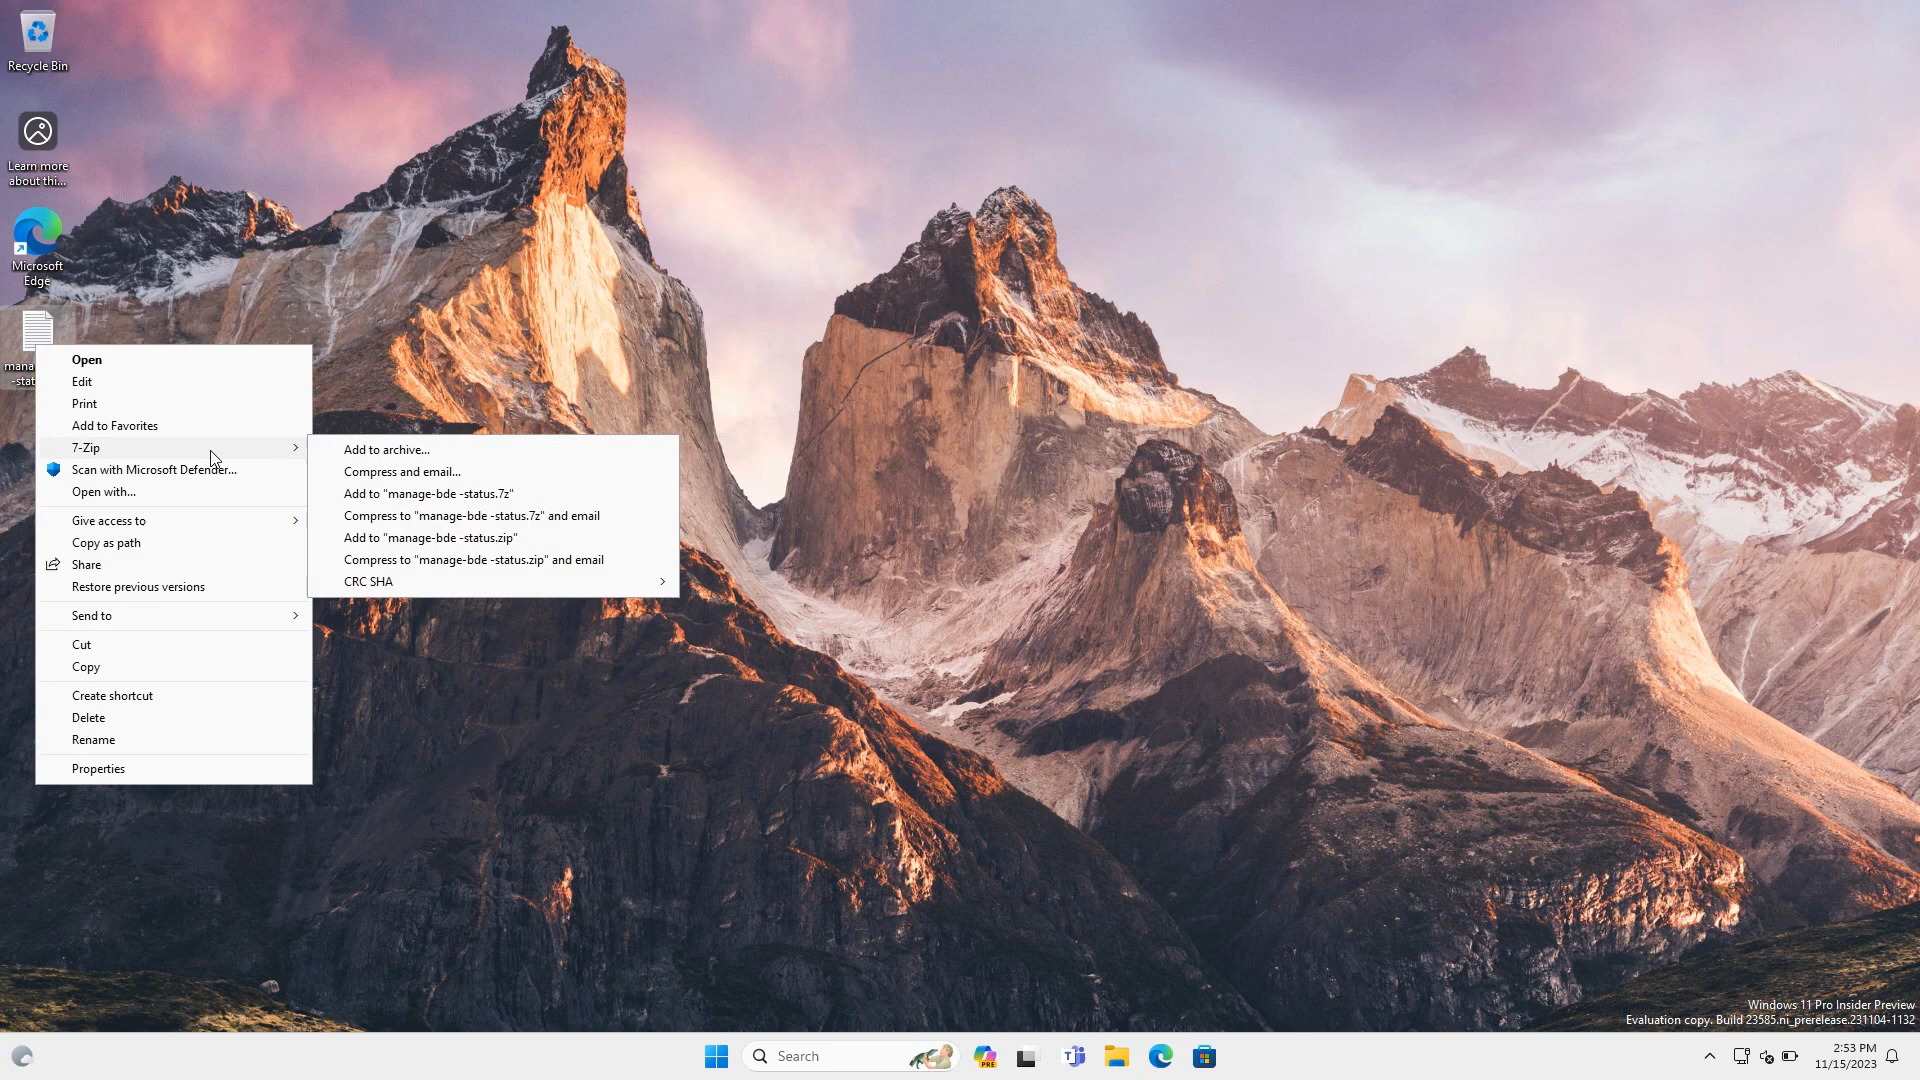 Recycle Bin
Learn more
about thi...
Microsoft
Edge
Open
Edit
Print
Add to Favorites
7-Zip
Scan with Microsoft Defender...
Open with...
Give access to
Copy as path
Share
Restore previous versions
Send to
Cut
Copy
Create shortcut
Delete
Rename
Properties
Add to archive...
Compress and email...
Add to "manage-bde -status.7z"
Compress to "manage-bde -status.7z" and email
Add to "manage-bde -status.zip"
Compress to "manage-bde -status.zip" and email
CRC SHA
Windows 11 Pro Insider Preview
Evaluation copy. Build 23585.ni_prerelease.231104-1132
Search
PRE
2:53 PM
11/15/2023